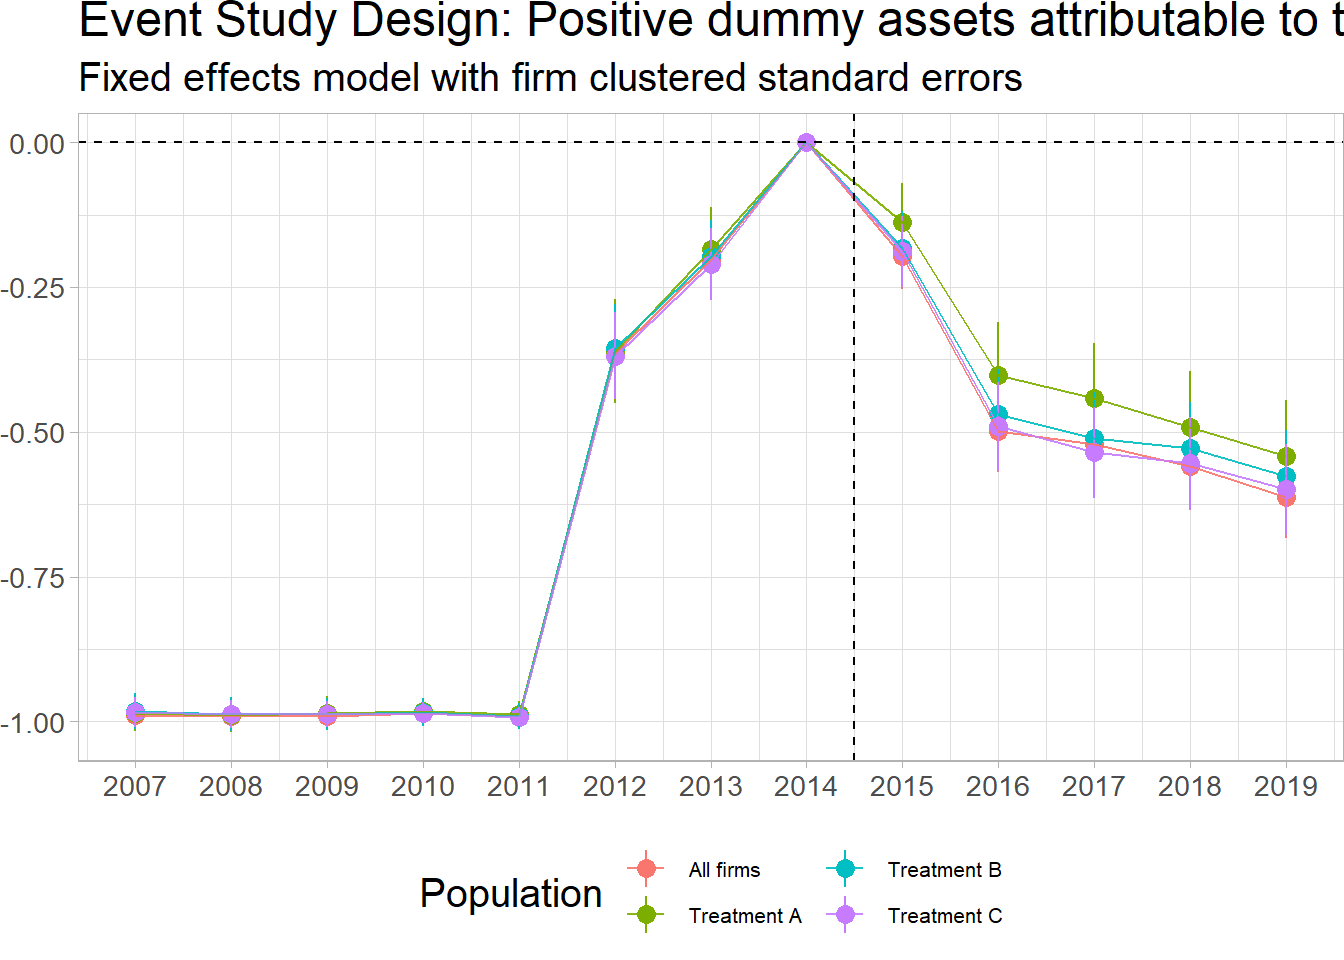 Event Study Design: Positive dummy assets attributable to
Fixed effects model with firm clustered standard errors
0.00
-0.25
-0.50
-0.75
-1.00
2007 2008 2009 2010 2011 2012 2013 2014 2015 2016 2017 2018 2019
Population
All firms
Treatment B
Treatment A
Treatment C